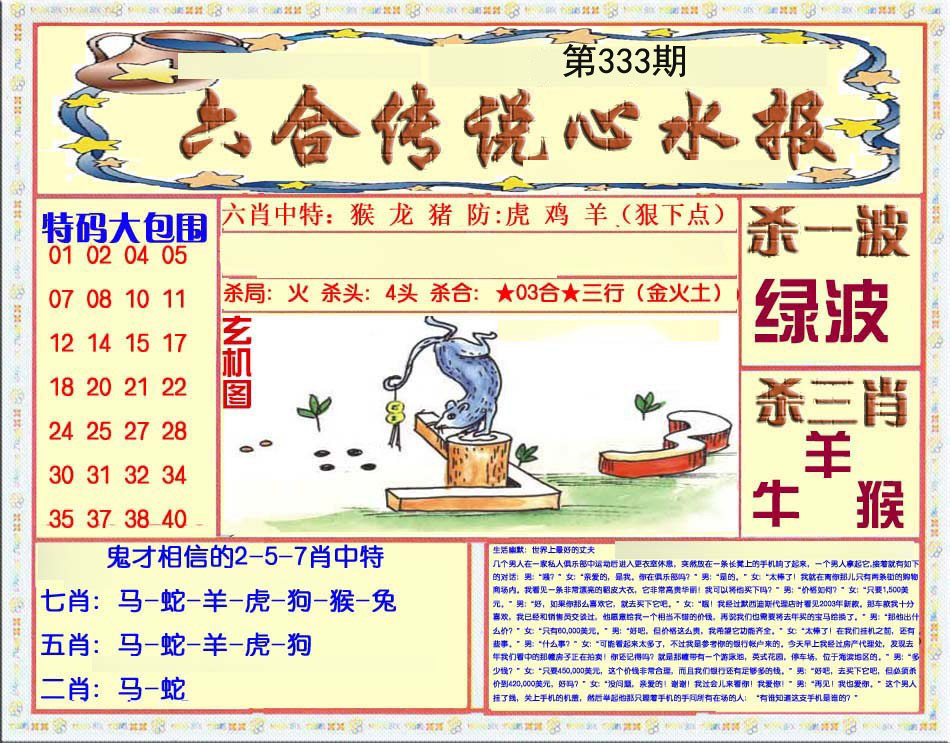 第333期
六合传说心水报
特码大包围
01 02 04 05
07 08 10 11
12 14 15 17
18 20 21 22
24 25 27 28
30 31 32 34
35 37 38 40
六肖中特：猴 龙 猪 防:虎 鸡 羊（狠下点）
杀局：火 杀头：4头 杀合：★03合★三行（金火土）
玄机图
杀一波
绿波
杀三肖
羊
牛 猴
鬼才相信的2-5-7肖中特
七肖：马-蛇-羊-虎-狗-猴-兔
五肖：马-蛇-羊-虎-狗
二肖：马-蛇
生活幽默：世界上最好的丈夫
几个男人在一家私人俱乐部中运动后进入更衣室休息，突然放在一条长凳上的手机响了起来，一个男人拿起它,接着就有如下
的对话：男:“喂？”女:“亲爱的，是我。你在俱乐部吗？”男:“是的。”女:“太棒了！我就在离你那儿只有两条街的购物
商场内。我看见一条非常漂亮的貂皮大衣，它非常高贵华丽！我可以将他买下吗？”男:“价格如何？”女:“只要1,500美
元。”男:“好，如果你那么喜欢它，就去买下它吧。”女:“哦！我经过默西迪斯代理店时看见2003年新款。那车款我十分
喜欢，我已经和销售员交谈过，他愿意给我一个相当不错的价钱，再说我们也需要将去年买的宝马给换了。”男:“那他出什
么价？”女:“只有60,000美元。”男:“好吧，但价格这么贵，我希望它功能齐全。”女:“太棒了！在我们挂机之前，还有
些事。”男:“什么事？”女:“可能看起来太多了，不过我是参考你的银行帐户来的。今天早上我经过房产代理处，发现去
年我们看中的那幢房子正在拍卖！你还记得吗？就是那幢带有一个游泳池，英式花园，停车场，位于海滨地区的。”男:“多
少钱？”女:“只要450,000美元，这个价钱非常合理，而且我们银行还有足够多的钱。”男:“好吧，去买下它吧，但必须杀
价到420,000美元，好吗？”女:“没问题，亲爱的！谢谢！我过会儿来看你！我爱你！”男:“再见！我也爱你。”这个男人
挂了线，关上手机的机盖，然后举起他那只握着手机的手问所有在场的人：“有谁知道这支手机是谁的？”